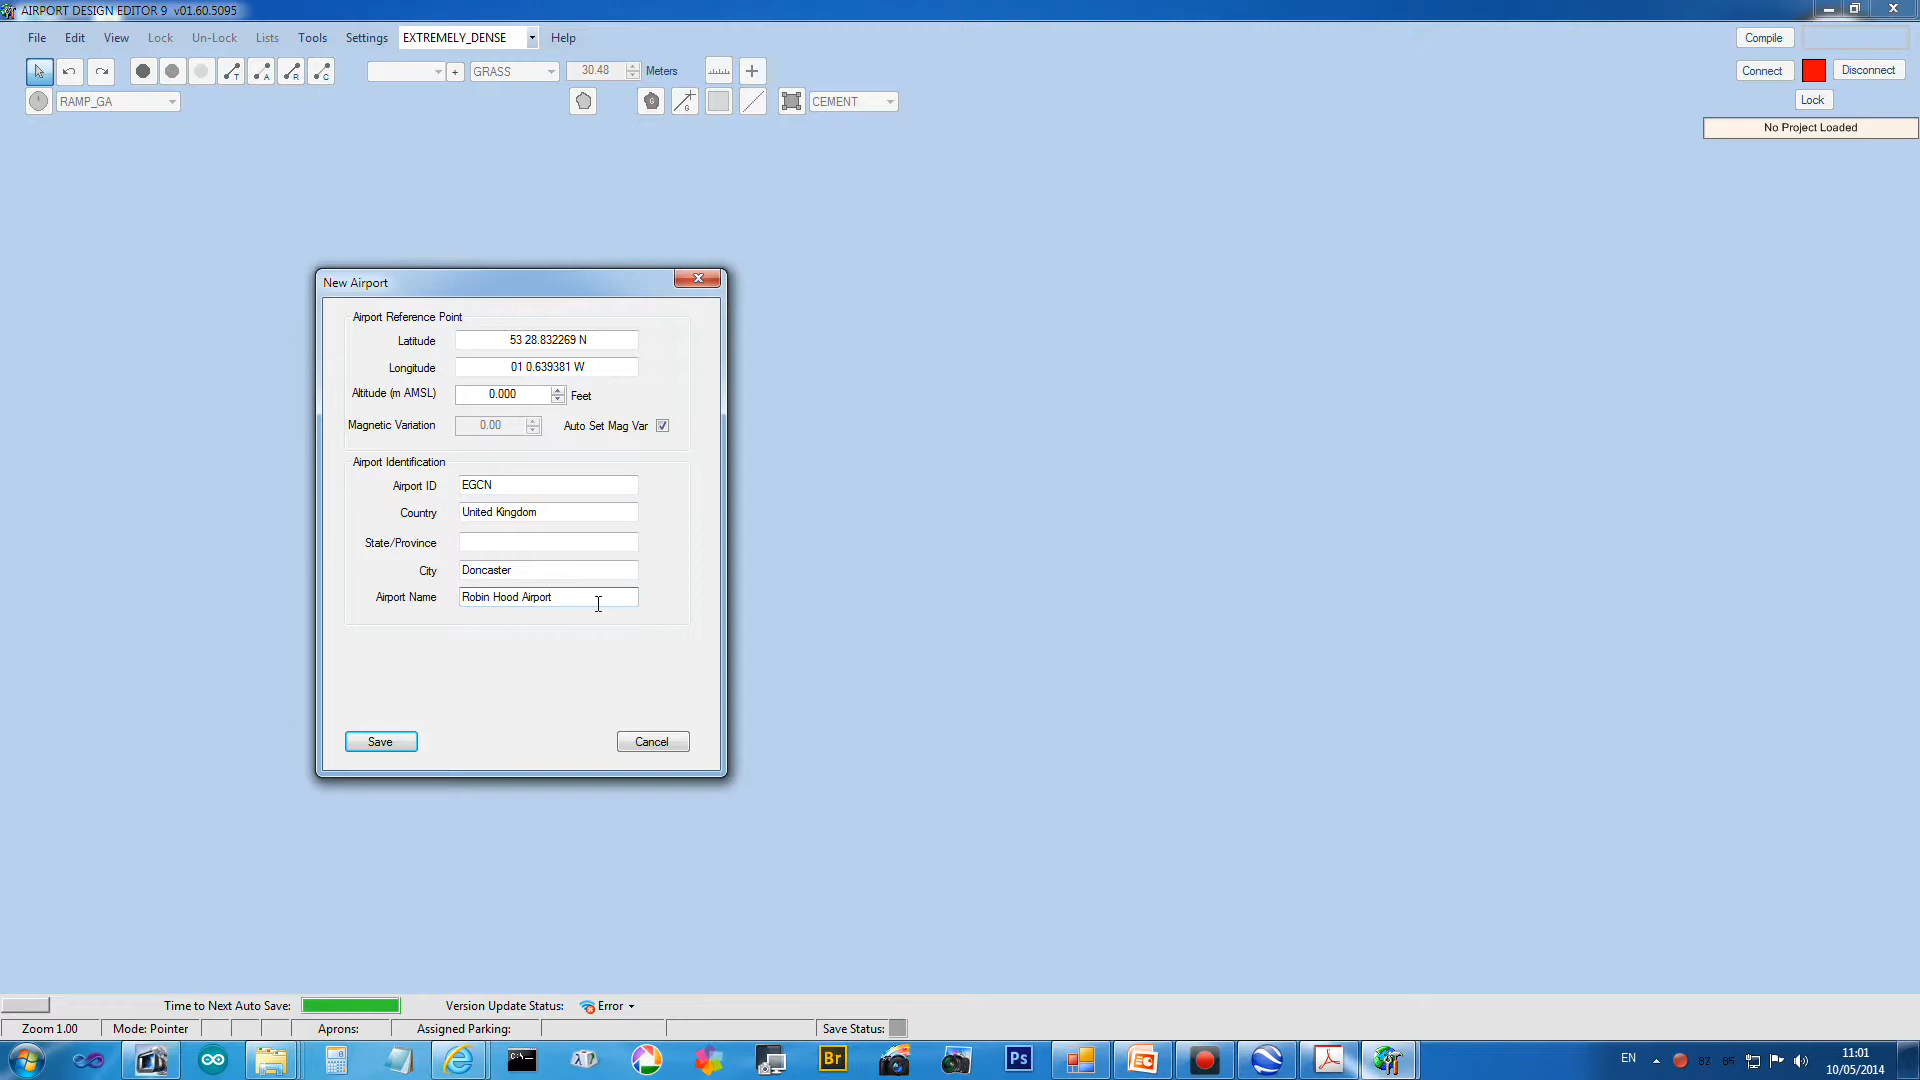 AIRPORT DESIGN EDITOR 9 v01.60.5095
File Edit View Lock Un-Lock Lists Tools Settings EXTREMELY_DENSE Help
Compile
GRASS 30.48 Meters
Connect Disconnect
RAMP_GA CEMENT
Lock
No Project Loaded
New Airport
Airport Reference Point
Latitude 53 28.832269 N
Longitude 01 0.639381 W
Altitude (m AMSL) 0.000 Feet
Magnetic Variation 0.00 Auto Set Mag Var
Airport Identification
Airport ID EGCN
Country United Kingdom
State/Province
City Doncaster
Airport Name Robin Hood Airport
Save Cancel
Time to Next Auto Save: Version Update Status: Error
Zoom 1.00 Mode: Pointer Aprons: Assigned Parking: Save Status:
Br Ps EN
11:01
10/05/2014